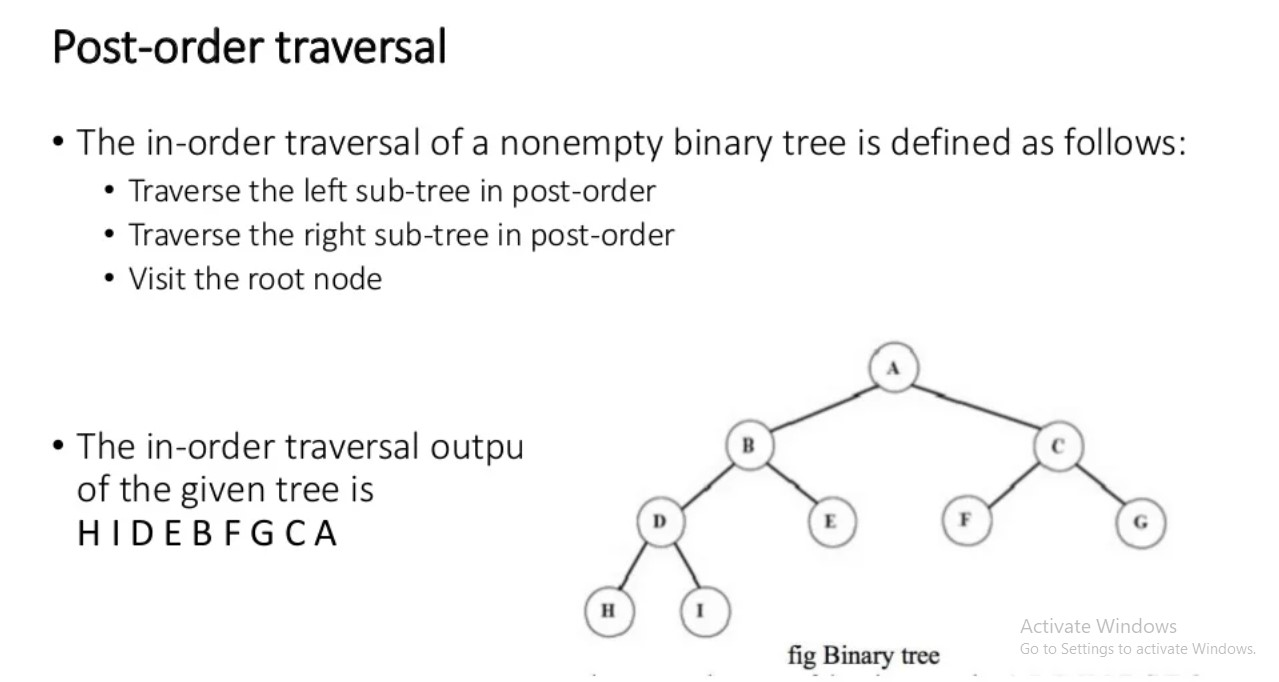 Post-order traversal
• The in-order traversal of a nonempty binary tree is defined as follows:
• Traverse the left sub-tree in post-order
• Traverse the right sub-tree in post-order
• Visit the root node
• The in-order traversal outpu
of the given tree is
H I D E B F G C A
A
B
C
D
E
F
G
H
I
fig Binary tree
Activate Windows
Go to Settings to activate Windows.